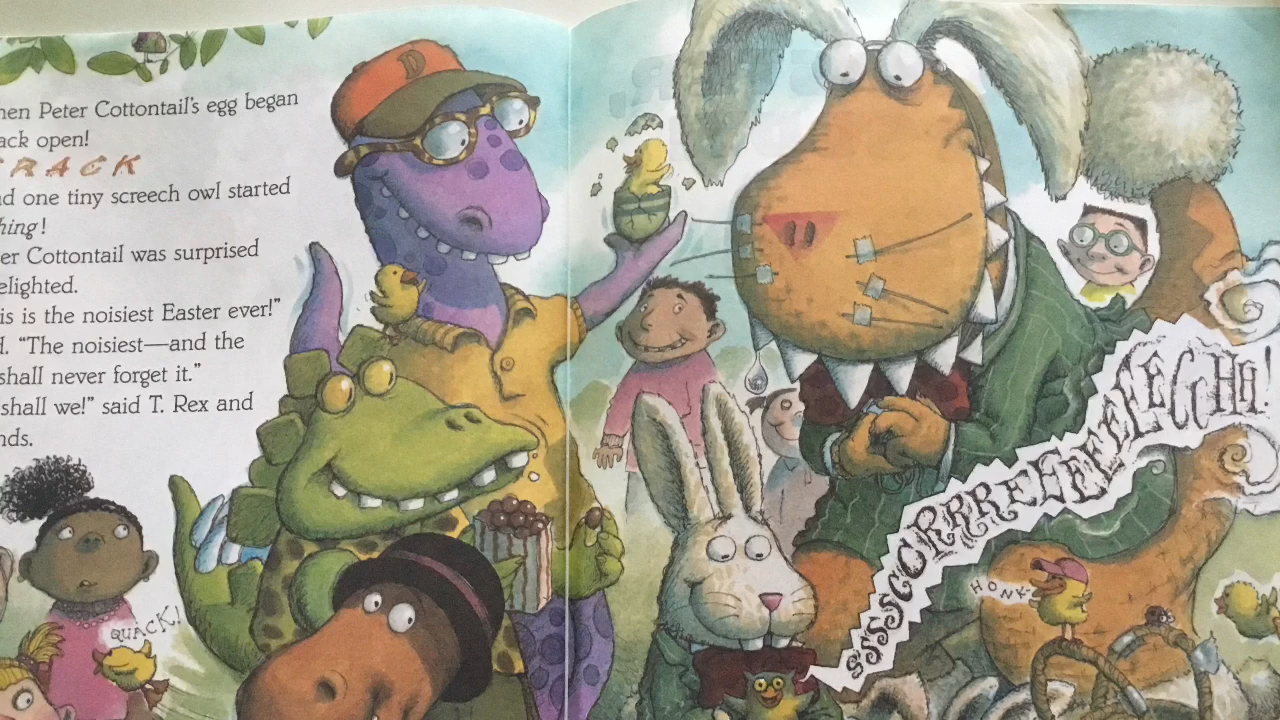 hen Peter Cottontail's egg began
ack open!
CRACK
nd one tiny screech owl started
hing!
er Cottontail was surprised
elighted.
is is the noisiest Easter ever!"
d. "The noisiest—and the
shall never forget it."
shall we!" said T. Rex and
nds.
QUACK!
D
SSSSCRRRREEEEEEEECCHH!
HONK